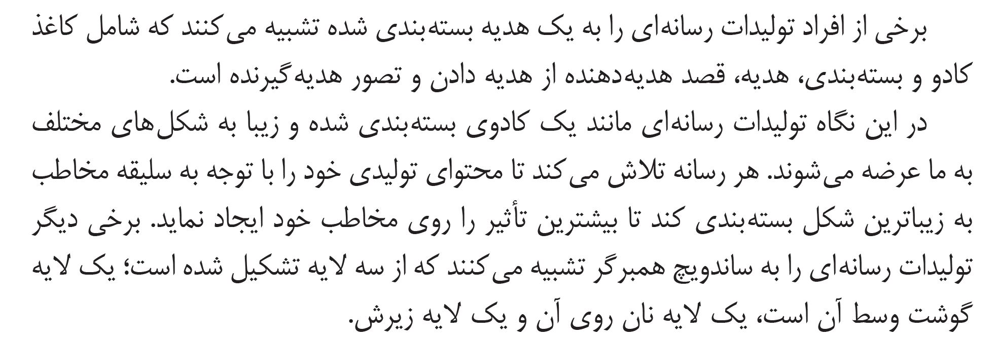 برخی از افراد تولیدات رسانه‌ای را به یک هدیه بسته‌بندی شده تشبیه می‌کنند که شامل کاغذ
کادو و بسته‌بندی، هدیه، قصد هدیه‌دهنده از هدیه دادن و تصور هدیه‌گیرنده است.
در این نگاه تولیدات رسانه‌ای مانند یک کادوی بسته‌بندی شده و زیبا به شکل‌های مختلف
به ما عرضه می‌شوند. هر رسانه تلاش می‌کند تا محتوای تولیدی خود را با توجه به سلیقه مخاطب
به زیباترین شکل بسته‌بندی کند تا بیشترین تأثیر را روی مخاطب خود ایجاد نماید. برخی دیگر
تولیدات رسانه‌ای را به ساندویچ همبرگر تشبیه می‌کنند که از سه لایه تشکیل شده است؛ یک لایه
گوشت وسط آن است، یک لایه نان روی آن و یک لایه زیرش.